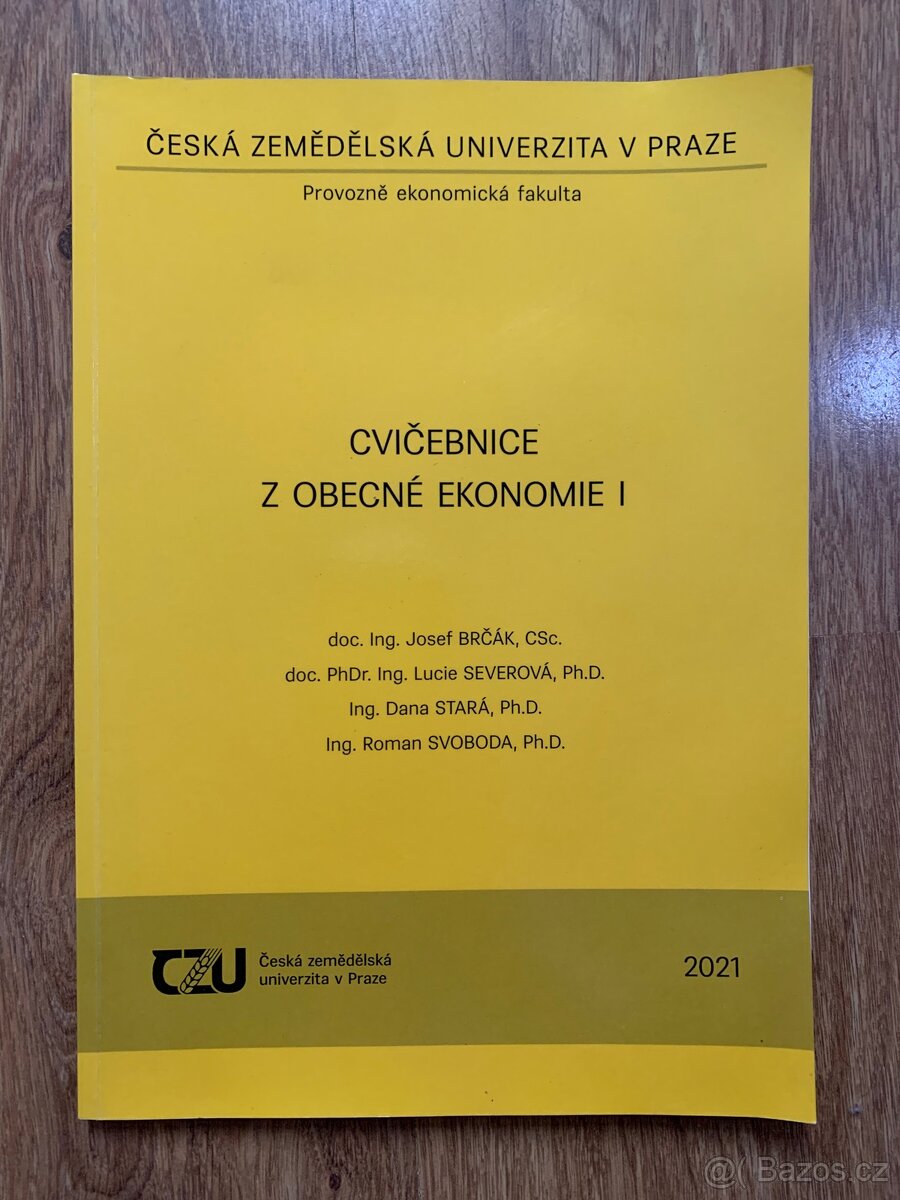 ČESKÁ ZEMĚDĚLSKÁ UNIVERZITA V PRAZE
Provozně ekonomická fakulta
CVIČEBNICE
Z OBECNÉ EKONOMIE I
doc. Ing. Josef BRČÁK, CSc.
doc. PhDr. Ing. Lucie SEVEROVÁ, Ph.D.
Ing. Dana STARÁ, Ph.D.
Ing. Roman SVOBODA, Ph.D.
CZU
Česká zemědělská
univerzita v Praze
2021
@( Bazos.cz